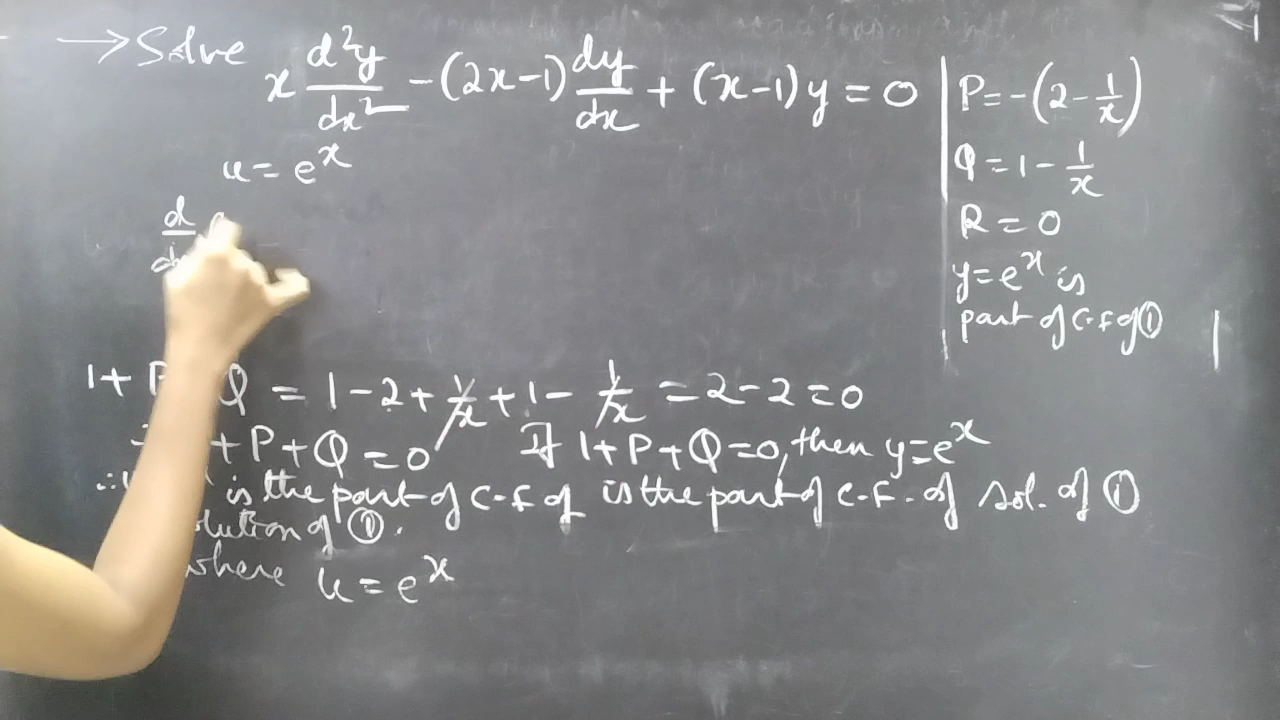 → Solve x d²y/dx² - (2x-1) dy/dx + (x-1)y = 0
u = eˣ
d
1 + P Q = 1 - 2 + 1/x + 1 - 1/x = 2 - 2 = 0
+ P + Q = 0 If 1 + P + Q = 0, then y = eˣ
∴ is the part of C.F of is the part of C.F. of sol. of ①
of ①.
where u = eˣ
P = -(2 - 1/x)
Q = 1 - 1/x
R = 0
y = eˣ is
part of C.F of ①